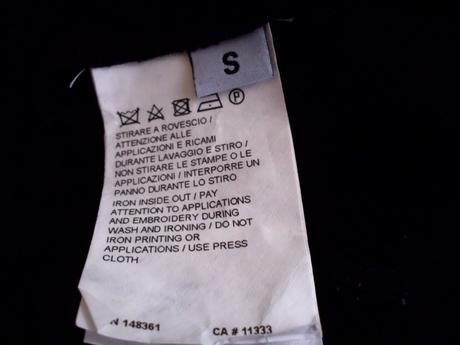 S
P
STIRARE A ROVESCIO /
ATTENZIONE ALLE
APPLICAZIONI E RICAMI
DURANTE LAVAGGIO E STIRO /
NON STIRARE LE STAMPE O LE
APPLICAZIONI / INTERPORRE UN
PANNO DURANTE LO STIRO
IRON INSIDE OUT / PAY
ATTENTION TO APPLICATIONS
AND EMBROIDERY DURING
WASH AND IRONING / DO NOT
IRON PRINTING OR
APPLICATIONS / USE PRESS
CLOTH
N 148361
CA # 11333